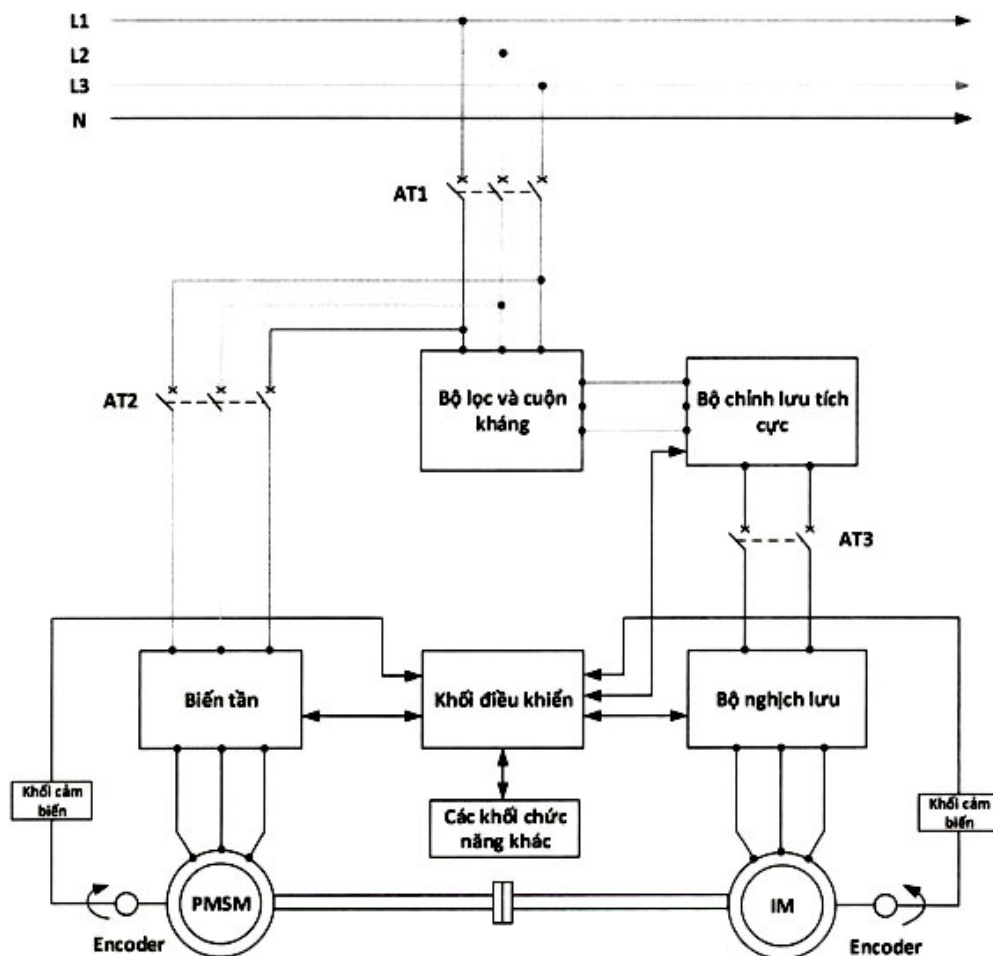 L1
L2
L3
N
AT1
AT2
Bộ lọc và cuộn
kháng
Bộ chỉnh lưu tích
cực
AT3
Biến tần
Khối điều khiển
Bộ nghịch lưu
Khối cảm
biến
Các khối chức
năng khác
Khối cảm
biến
PMSM
IM
Encoder
Encoder